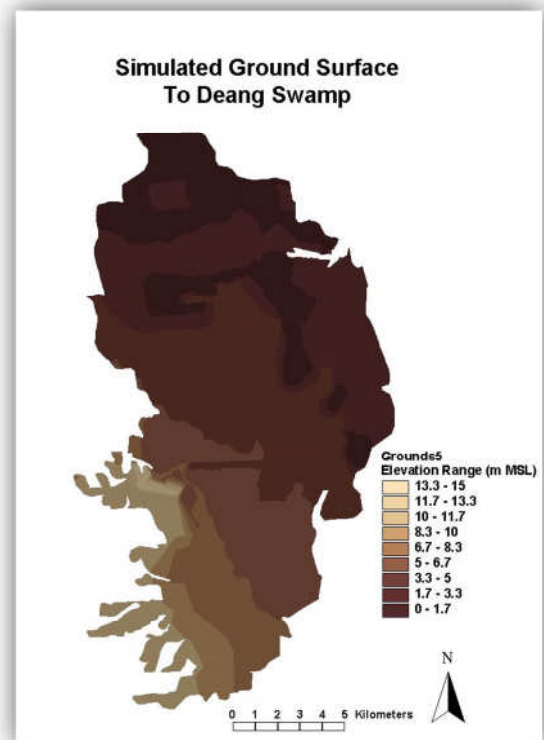 Simulated Ground Surface
To Deang Swamp
Grounds5
Elevation Range (m MSL)
13.3 - 15
11.7 - 13.3
10 - 11.7
8.3 - 10
6.7 - 8.3
5 - 6.7
3.3 - 5
1.7 - 3.3
0 - 1.7
N
0 1 2 3 4 5 Kilometers